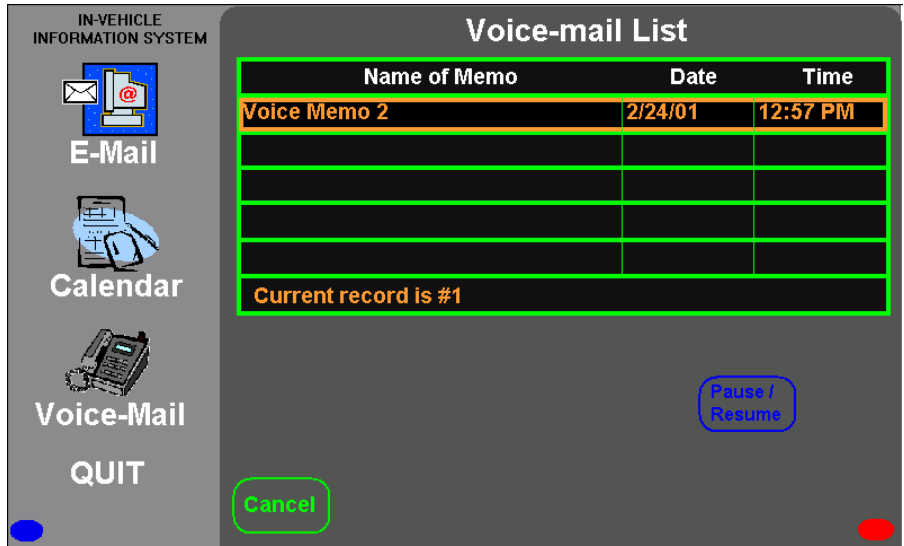 IN-VEHICLE
INFORMATION SYSTEM
@
E-Mail
Calendar
Voice-Mail
QUIT
Voice-mail List
Name of Memo Date Time
Voice Memo 2 2/24/01 12:57 PM
Current record is #1
Pause /
Resume
Cancel